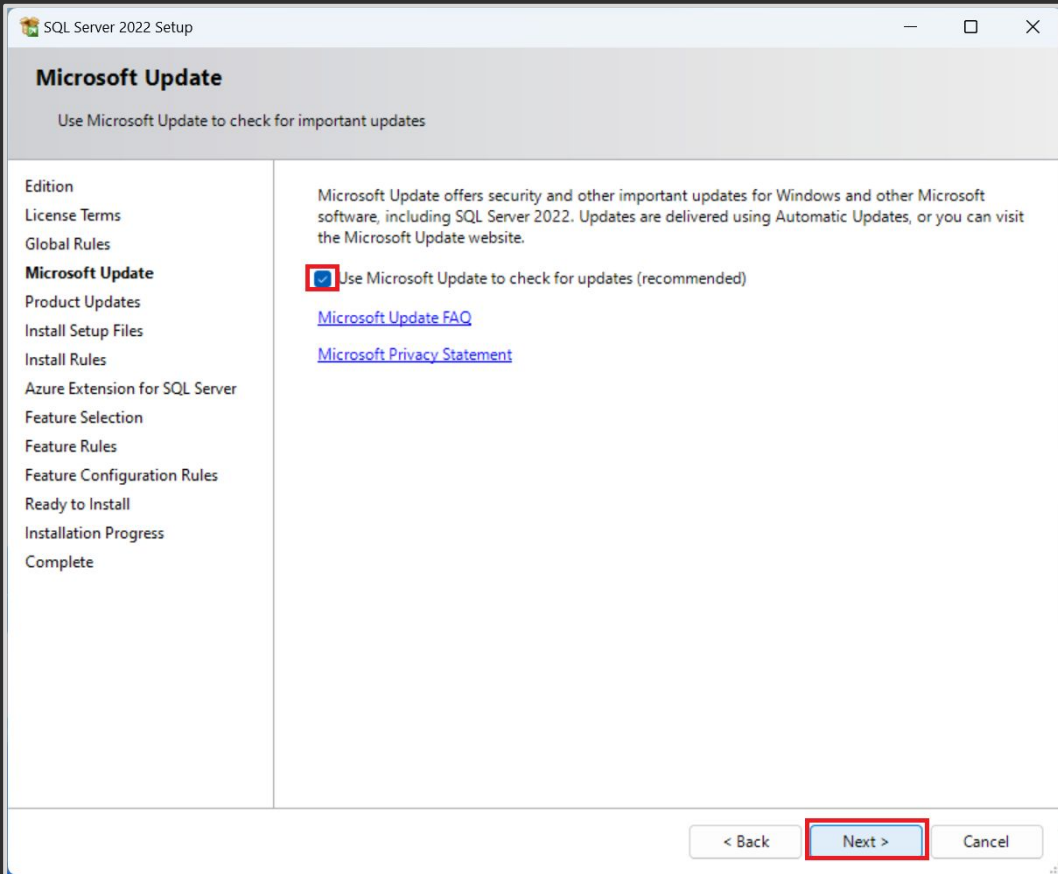 SQL Server 2022 Setup
Microsoft Update
Use Microsoft Update to check for important updates
Edition
License Terms
Global Rules
Microsoft Update
Product Updates
Install Setup Files
Install Rules
Azure Extension for SQL Server
Feature Selection
Feature Rules
Feature Configuration Rules
Ready to Install
Installation Progress
Complete
Microsoft Update offers security and other important updates for Windows and other Microsoft
software, including SQL Server 2022. Updates are delivered using Automatic Updates, or you can visit
the Microsoft Update website.
Use Microsoft Update to check for updates (recommended)
Microsoft Update FAQ
Microsoft Privacy Statement
< Back
Next >
Cancel